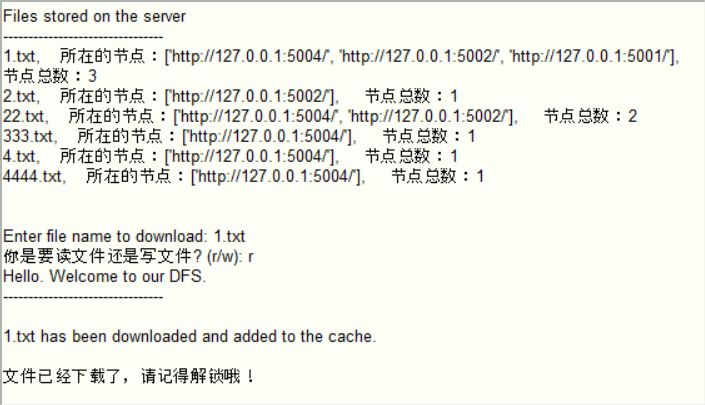 Files stored on the server
--------------------------------
1.txt,    所在的节点：['http://127.0.0.1:5004/', 'http://127.0.0.1:5002/', 'http://127.0.0.1:5001/'],
节点总数：3
2.txt,    所在的节点：['http://127.0.0.1:5002/'],    节点总数：1
22.txt,    所在的节点：['http://127.0.0.1:5004/', 'http://127.0.0.1:5002/'],    节点总数：2
333.txt,    所在的节点：['http://127.0.0.1:5004/'],    节点总数：1
4.txt,    所在的节点：['http://127.0.0.1:5004/'],    节点总数：1
4444.txt,    所在的节点：['http://127.0.0.1:5004/'],    节点总数：1
Enter file name to download: 1.txt
你是要读文件还是写文件? (r/w): r
Hello. Welcome to our DFS.
--------------------------------
1.txt has been downloaded and added to the cache.
文件已经下载了，请记得解锁哦！